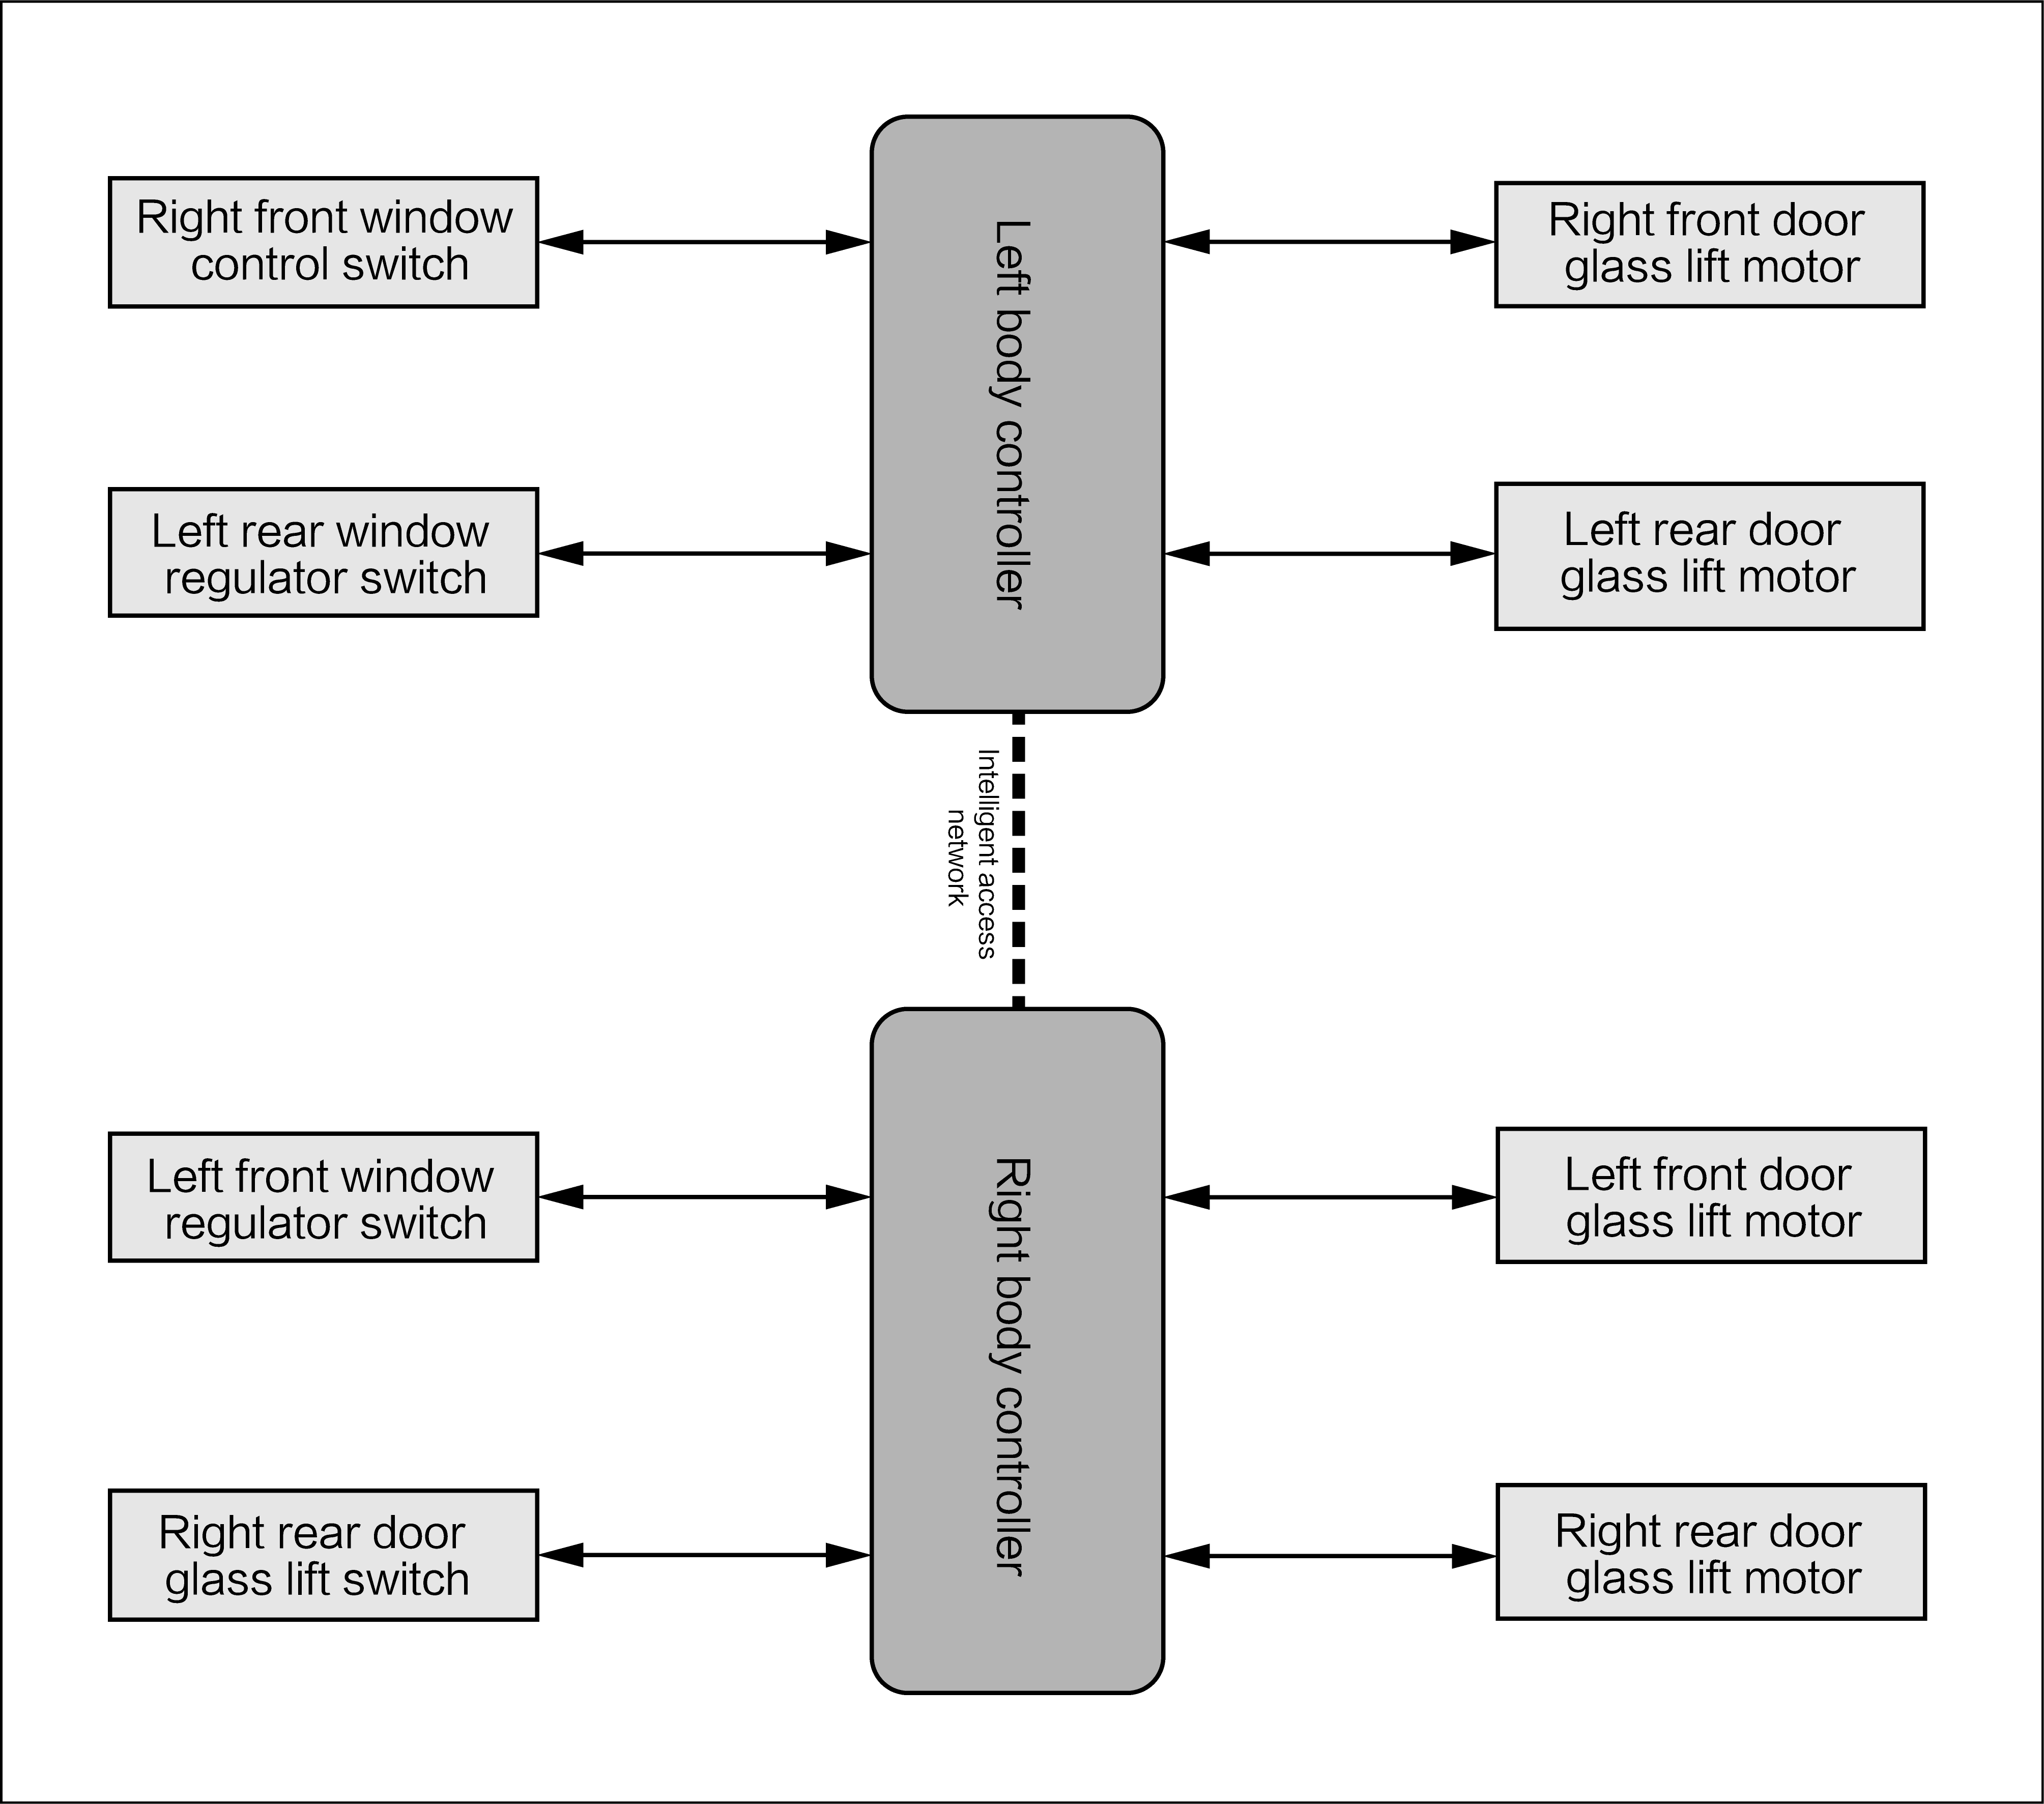 Right front window
control switch
Left body controller
Right front door
glass lift motor
Left rear window
regulator switch
Left rear door
glass lift motor
Intelligent access
network
Left front window
regulator switch
Right body controller
Left front door
glass lift motor
Right rear door
glass lift switch
Right rear door
glass lift motor